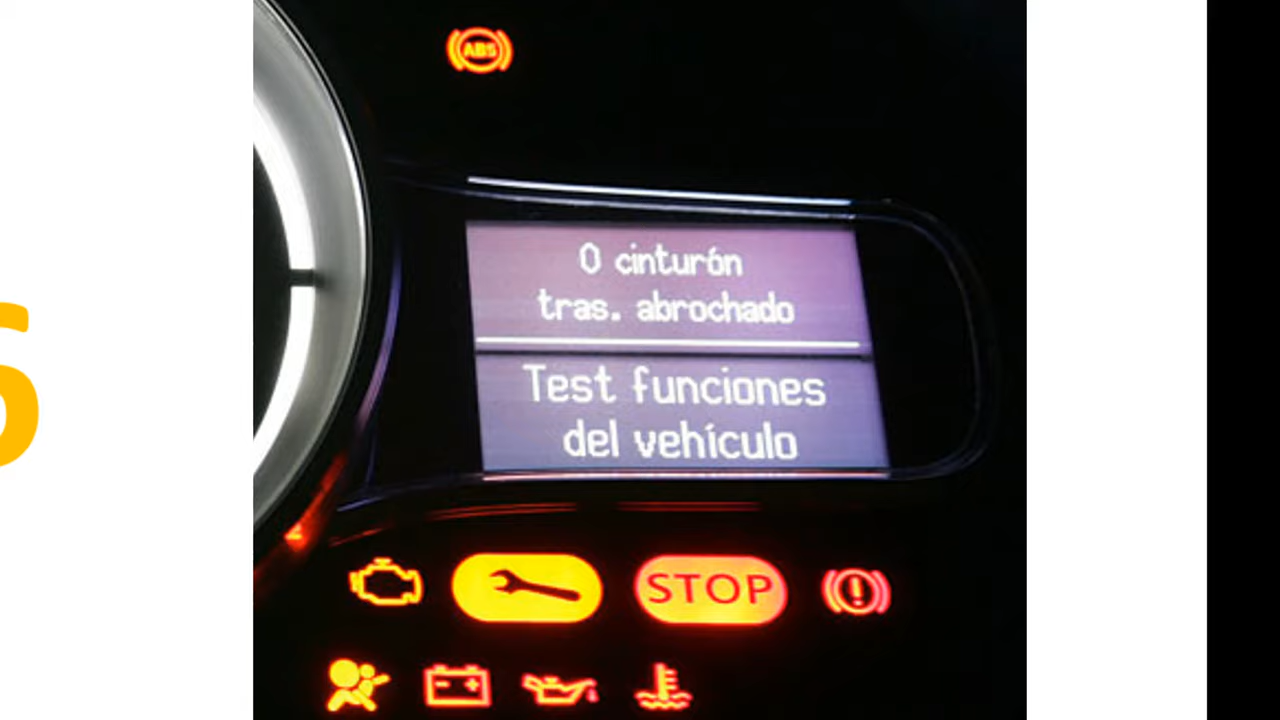 ABS
0 cinturón
tras. abrochado
Test funciones
del vehículo
STOP